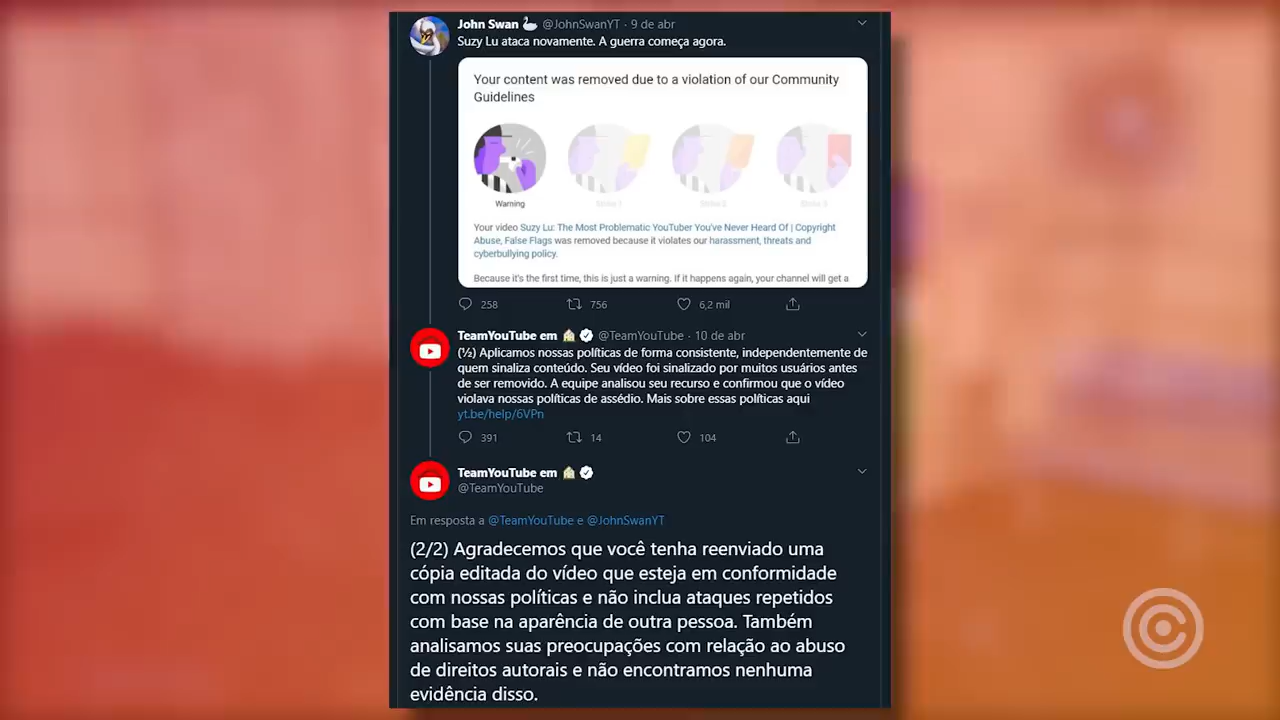 John Swan 🦢 @JohnSwanYT · 9 de abr
Suzy Lu ataca novamente. A guerra começa agora.
Your content was removed due to a violation of our Community
Guidelines
Warning Strike 1 Strike 2 Strike 3
Your video Suzy Lu: The Most Problematic YouTuber You've Never Heard Of | Copyright
Abuse, False Flags was removed because it violates our harassment, threats and
cyberbullying policy.
Because it's the first time, this is just a warning. If it happens again, your channel will get a
258 756 6,2 mil
TeamYouTube em 🏠 @TeamYouTube · 10 de abr
(½) Aplicamos nossas políticas de forma consistente, independentemente de
quem sinaliza conteúdo. Seu vídeo foi sinalizado por muitos usuários antes
de ser removido. A equipe analisou seu recurso e confirmou que o vídeo
violava nossas políticas de assédio. Mais sobre essas políticas aqui
yt.be/help/6VPn
391 14 104
TeamYouTube em 🏠
@TeamYouTube
Em resposta a @TeamYouTube e @JohnSwanYT
(2/2) Agradecemos que você tenha reenviado uma
cópia editada do vídeo que esteja em conformidade
com nossas políticas e não inclua ataques repetidos
com base na aparência de outra pessoa. Também
analisamos suas preocupações com relação ao abuso
de direitos autorais e não encontramos nenhuma
evidência disso.